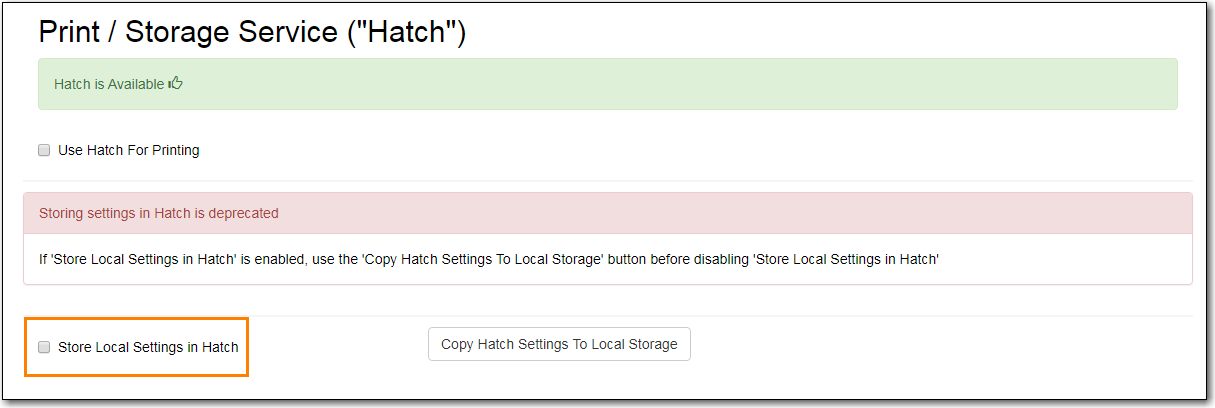 Print / Storage Service ("Hatch")
Hatch is Available
Use Hatch For Printing
Storing settings in Hatch is deprecated
If 'Store Local Settings in Hatch' is enabled, use the 'Copy Hatch Settings To Local Storage' button before disabling 'Store Local Settings in Hatch'
Store Local Settings in Hatch
Copy Hatch Settings To Local Storage